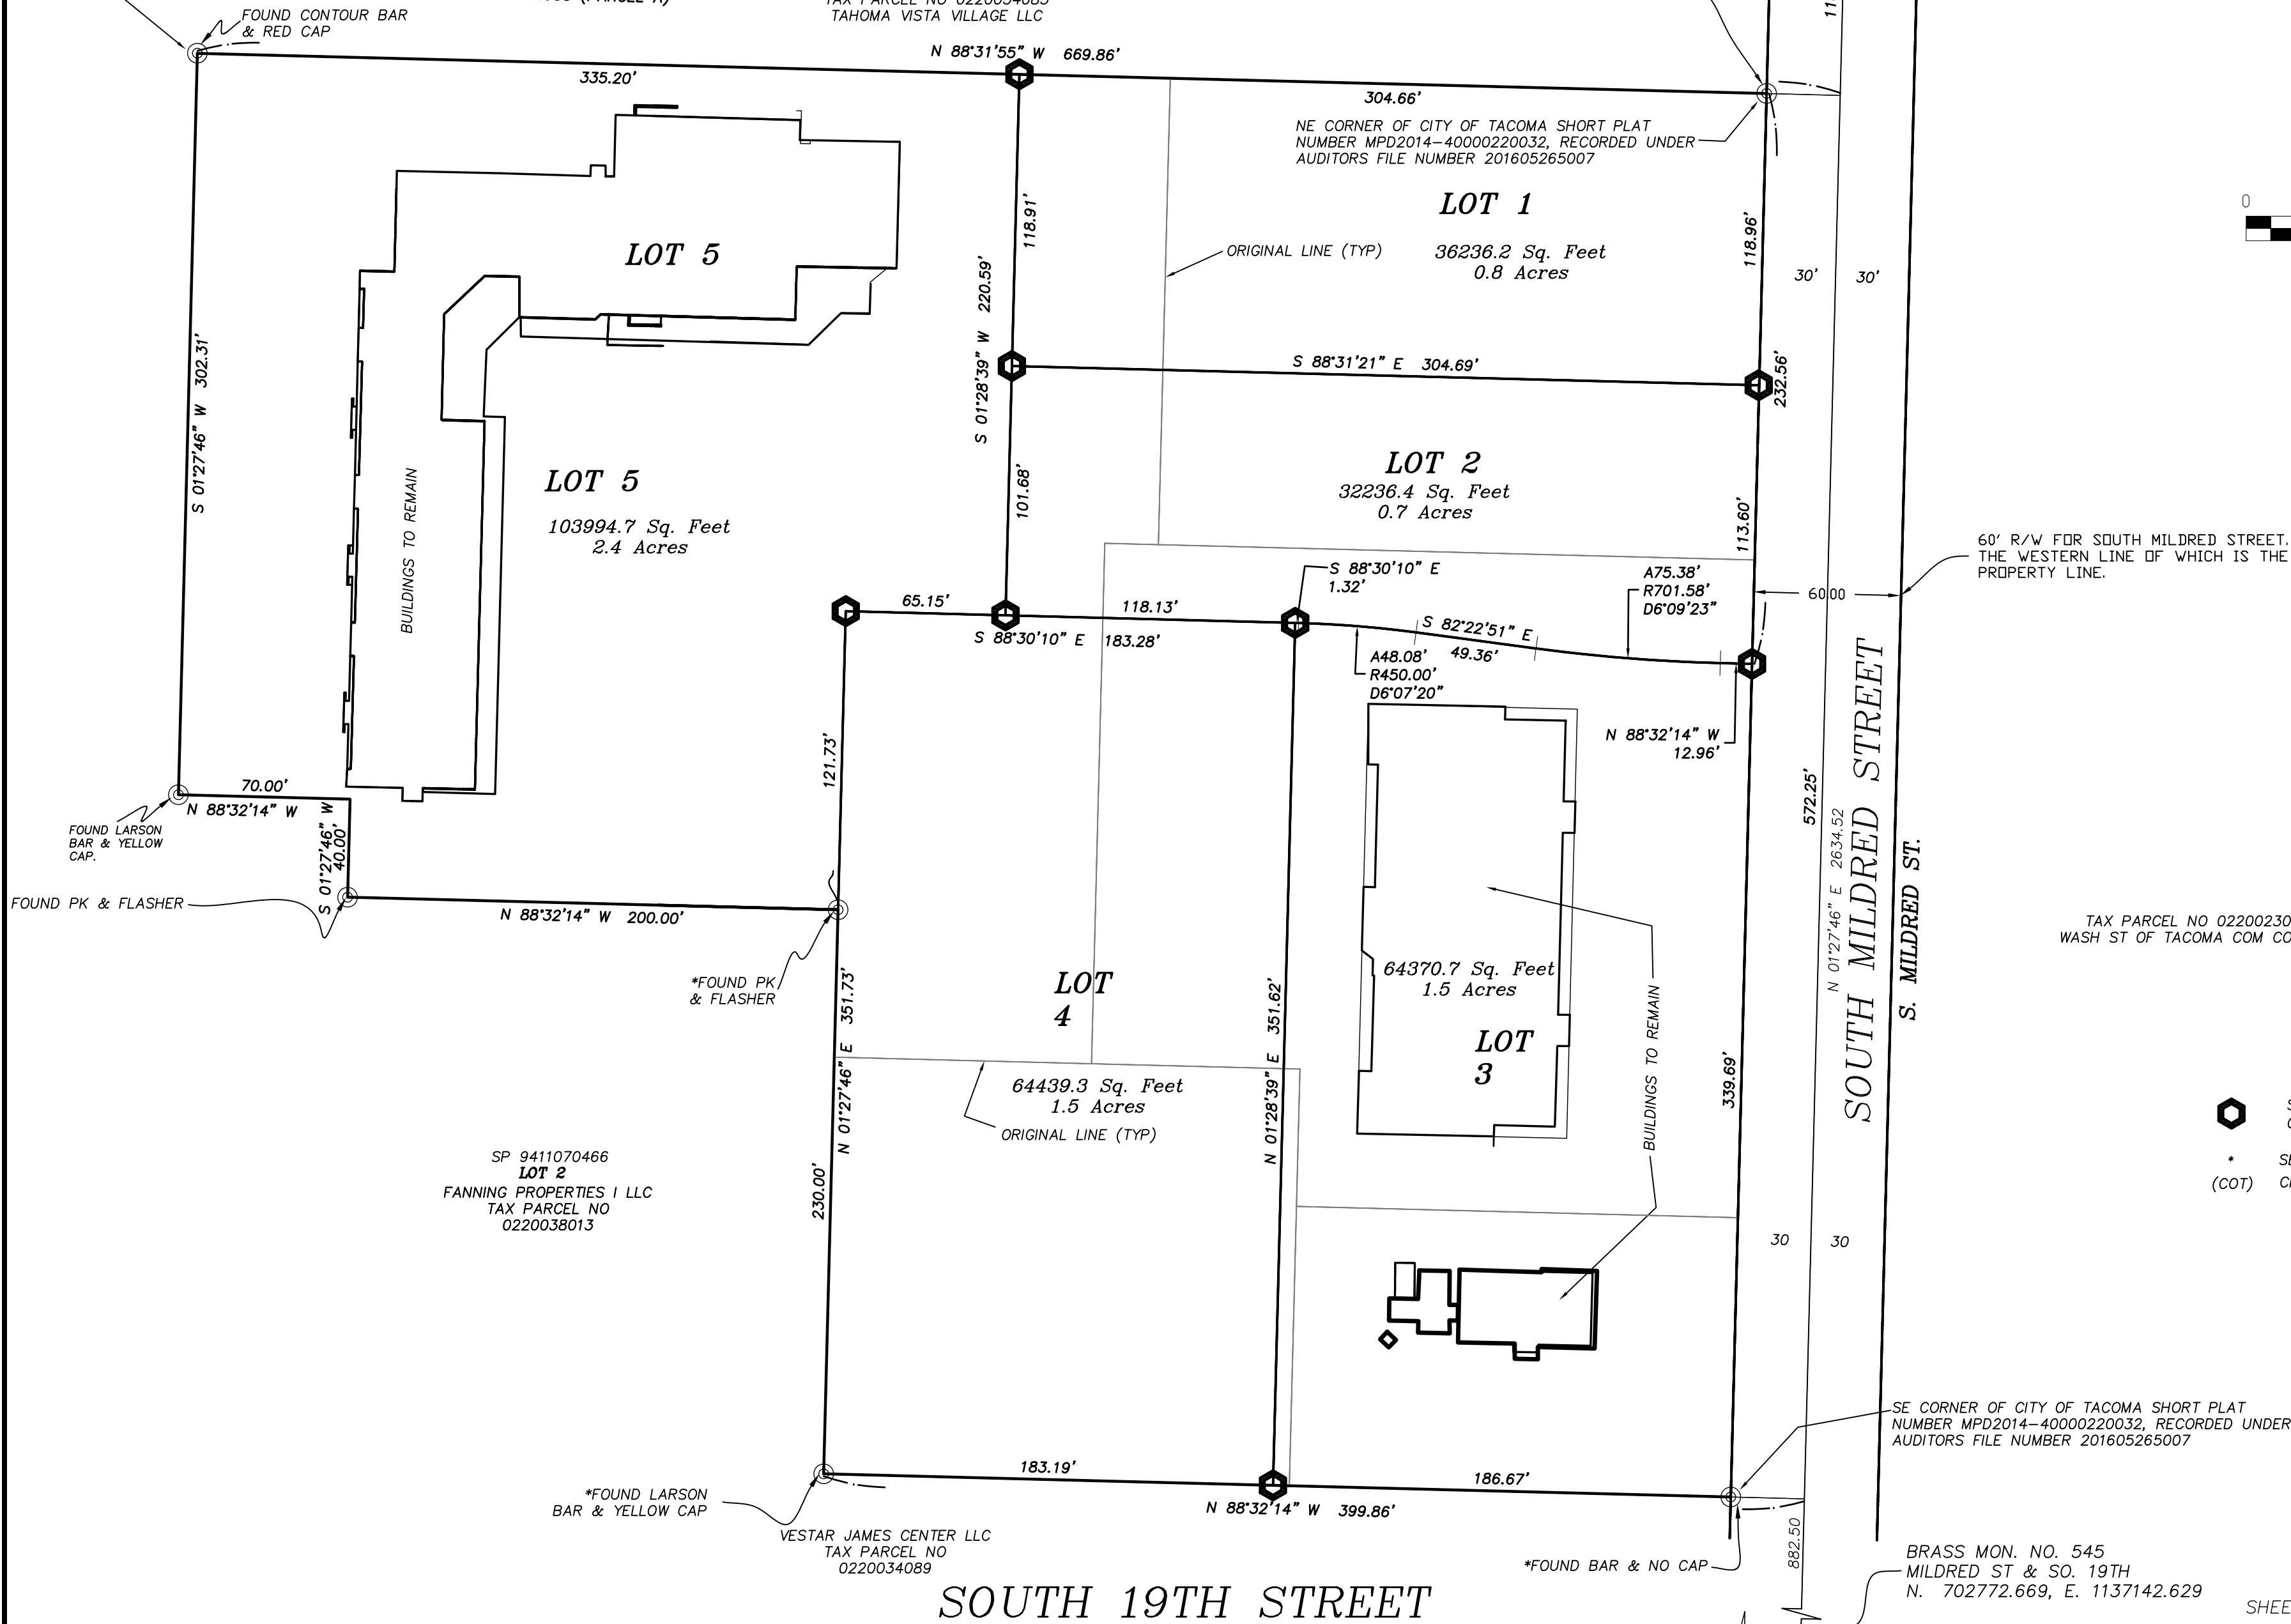 TAHOMA VISTA VILLAGE LLC
FOUND CONTOUR BAR
& RED CAP
N 88°31'55" W 669.86'
335.20'
304.66'
NE CORNER OF CITY OF TACOMA SHORT PLAT
NUMBER MPD2014-40000220032, RECORDED UNDER
AUDITORS FILE NUMBER 201605265007
LOT 1
ORIGINAL LINE (TYP)
36236.2 Sq. Feet
0.8 Acres
118.91'
118.96'
LOT 5
S 01°28'39" W 220.59'
30'
30'
0
S 01°27'46" W 302.31'
S 88°31'21" E 304.69'
232.56'
LOT 5
103994.7 Sq. Feet
2.4 Acres
BUILDINGS TO REMAIN
101.68'
LOT 2
32236.4 Sq. Feet
0.7 Acres
113.60'
60' R/W FOR SOUTH MILDRED STREET.
THE WESTERN LINE OF WHICH IS THE
PROPERTY LINE.
S 88°30'10" E
1.32'
A75.38'
R701.58'
D6°09'23"
60.00
65.15'
118.13'
S 88°30'10" E 183.28'
S 82°22'51" E
49.36'
A48.08'
R450.00'
D6°07'20"
N 88°32'14" W
12.96'
121.73'
70.00'
N 88°32'14" W
S 01°27'46" W
40.00'
FOUND LARSON
BAR & YELLOW
CAP.
FOUND PK & FLASHER
N 88°32'14" W 200.00'
*FOUND PK
& FLASHER
572.25'
N 01°27'46" E 2634.52
SOUTH MILDRED STREET
S. MILDRED ST.
TAX PARCEL NO 02200230
WASH ST OF TACOMA COM CO
LOT
4
64370.7 Sq. Feet
1.5 Acres
LOT
3
BUILDINGS TO REMAIN
N 01°27'46" E 351.73'
N 01°28'39" E 351.62'
339.69'
64439.3 Sq. Feet
1.5 Acres
ORIGINAL LINE (TYP)
*
(COT)
SP 9411070466
LOT 2
FANNING PROPERTIES I LLC
TAX PARCEL NO
0220038013
230.00'
30
30
SE CORNER OF CITY OF TACOMA SHORT PLAT
NUMBER MPD2014-40000220032, RECORDED UNDER
AUDITORS FILE NUMBER 201605265007
183.19'
186.67'
N 88°32'14" W 399.86'
*FOUND LARSON
BAR & YELLOW CAP
VESTAR JAMES CENTER LLC
TAX PARCEL NO
0220034089
*FOUND BAR & NO CAP
882.50
BRASS MON. NO. 545
MILDRED ST & SO. 19TH
N. 702772.669, E. 1137142.629
SOUTH 19TH STREET
SHEE